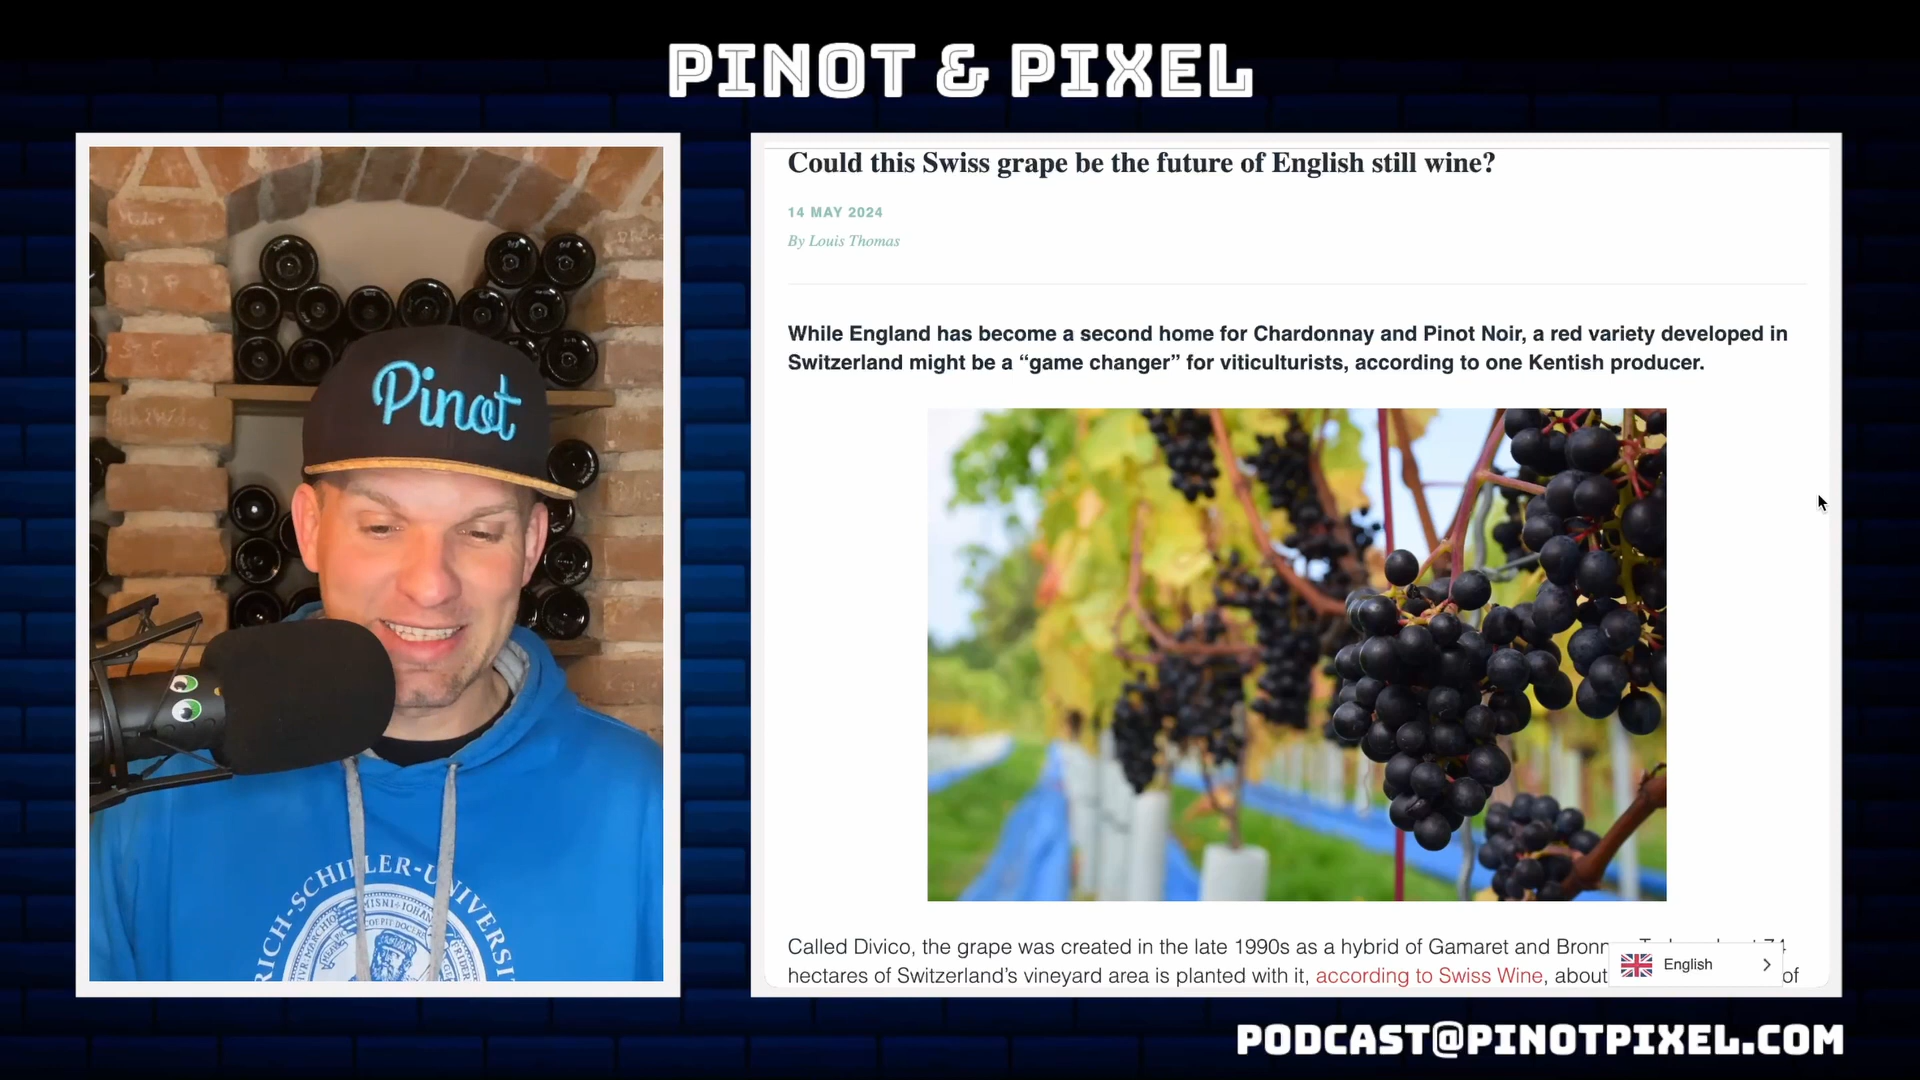 PINOT & PIXEL
Pinot
RICH-SCHILLER-UNIVERSIT
Could this Swiss grape be the future of English still wine?
14 MAY 2024
By Louis Thomas
While England has become a second home for Chardonnay and Pinot Noir, a red variety developed in
Switzerland might be a “game changer” for viticulturists, according to one Kentish producer.
Called Divico, the grape was created in the late 1990s as a hybrid of Gamaret and
hectares of Switzerland’s vineyard area is planted with it, according to Swiss Wine, about of
English
PODCAST@PINOTPIXEL.COM